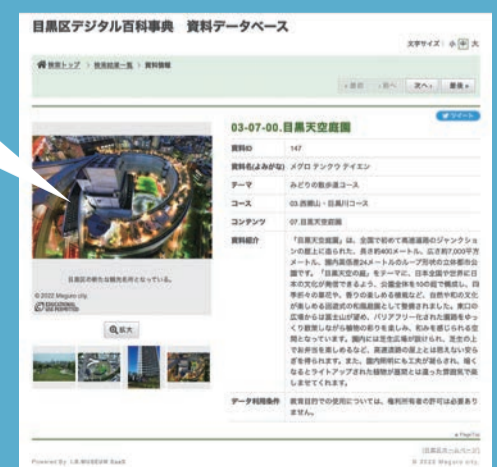 目黒区デジタル百科事典 資料データベース
文字サイズ 小 中 大
検索トップ > 検索結果一覧 > 資料情報
‹最初 ‹前へ 次へ› 最後›
ツイート
03-07-00.目黒天空庭園
資料ID 147
資料名(よみがな) メグロ テンクウ テイエン
テーマ みどりの散歩道コース
コース 03.西郷山・目黒川コース
コンテンツ 07.目黒天空庭園
資料紹介 「目黒天空庭園」は、全国で初めて高速道路のジャンクショ
ンの屋上に造られた、長さ約400メートル、広さ約7,000平方
メートル、園内高低差24メートルのループ形状の立体都市公
園です。「目黒天空の庭」をテーマに、日本全国や世界に日
本の文化が発信できるよう、公園全体を10の庭で構成し、四
季折々の草花や、香りの楽しめる植栽など、自然や和の文化
が楽しめる回遊式の和風庭園として整備されました。東口の
広場からは富士山が望め、バリアフリー化された園路をゆっ
くり散策しながら植物の彩りを楽しみ、和みを感じられる空
間となっています。園内には芝生広場が設けられ、芝生の上
でお弁当を楽しめるなど、高速道路の屋上とは思えない安ら
ぎを得られます。また、園内照明にも工夫が凝らされ、暗く
なるとライトアップされた植物が昼間とは違った雰囲気で楽
しませてくれます。
目黒区の新たな観光名所となっている。
© 2022 Meguro city.
EDUCATIONAL
USE PERMITTED
拡大
データ利用条件 教育目的での使用については、権利所有者の許可は必要あり
ません。
PageTop
[目黒区ホームページ]
Powered By I.B.MUSEUM SaaS
© 2022 Meguro city.